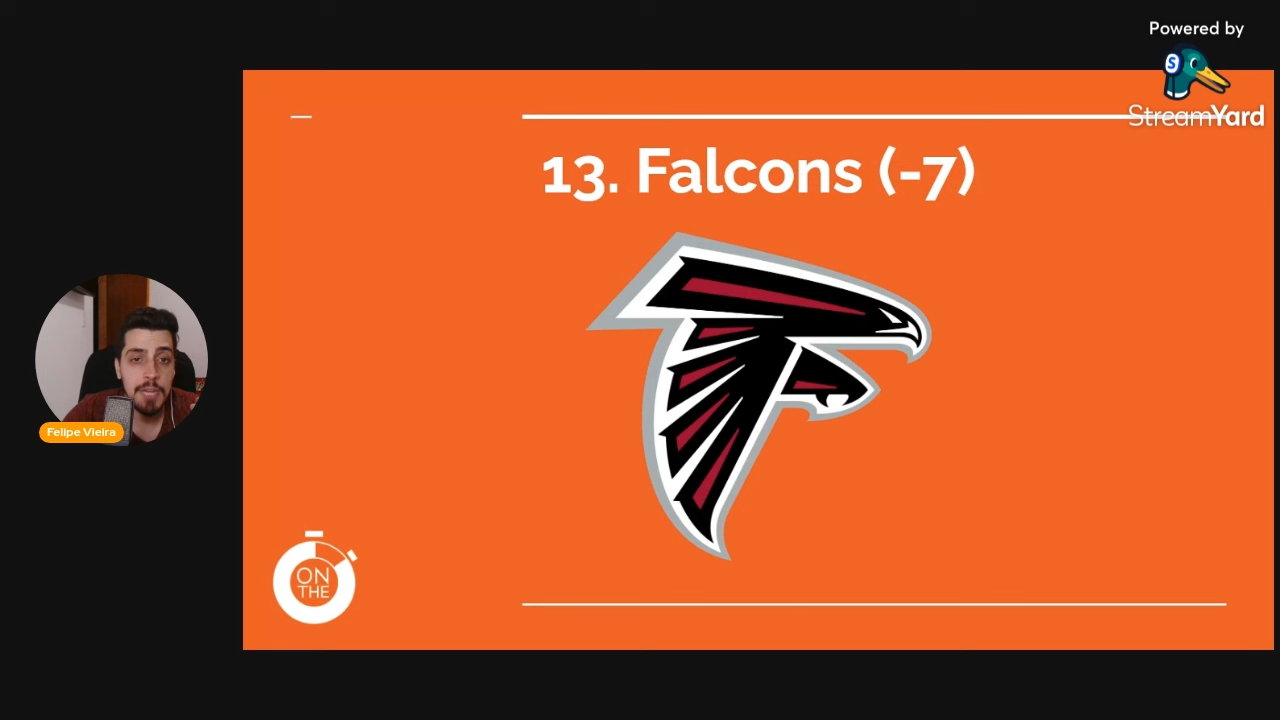 Powered by
StreamYard
13. Falcons (-7)
Felipe Vieira
ON
THE